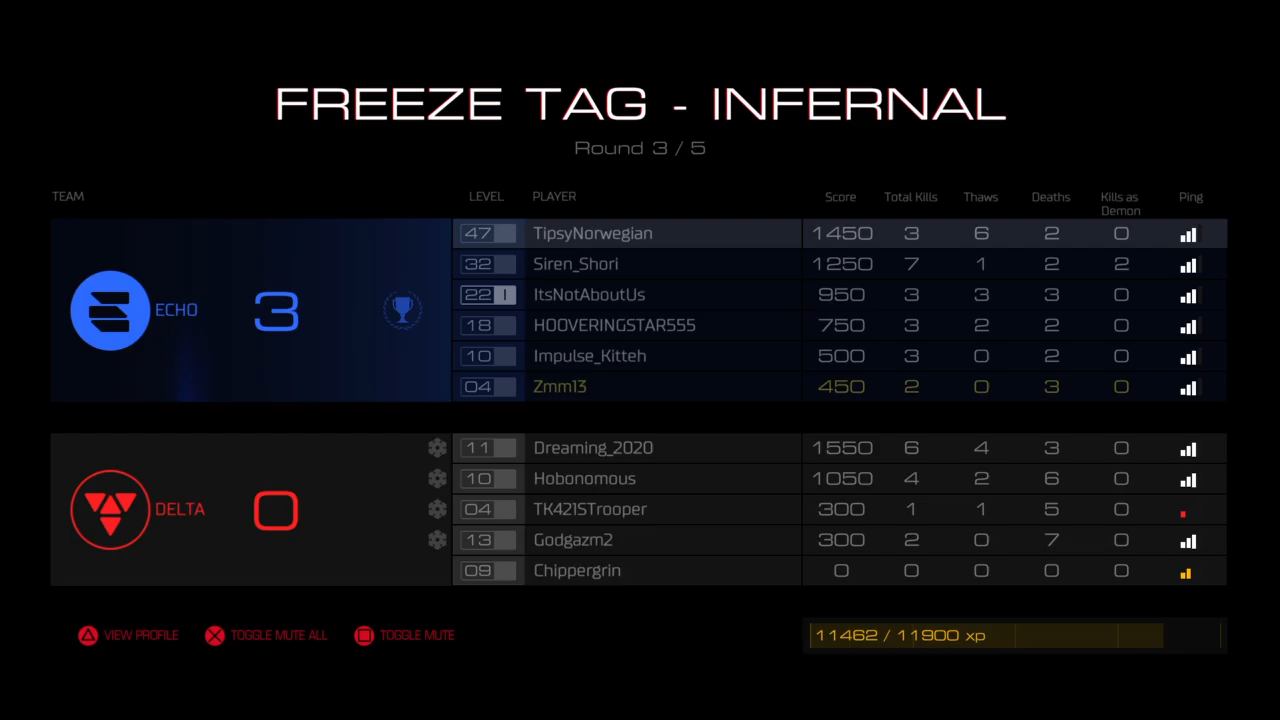 FREEZE TAG - INFERNAL
Round 3 / 5
TEAM LEVEL PLAYER Score Total Kills Thaws Deaths Kills as Demon Ping
ECHO 3
47 TipsyNorwegian 1450 3 6 2 0
32 Siren_Shori 1250 7 1 2 2
22 I ItsNotAboutUs 950 3 3 3 0
18 HOOVERINGSTAR555 750 3 2 2 0
10 Impulse_Kitteh 500 3 0 2 0
04 Zmm13 450 2 0 3 0
DELTA 0
11 Dreaming_2020 1550 6 4 3 0
10 Hobonomous 1050 4 2 6 0
04 TK421STrooper 300 1 1 5 0
13 Godgazm2 300 2 0 7 0
09 Chippergrin 0 0 0 0 0
VIEW PROFILE TOGGLE MUTE ALL TOGGLE MUTE
11462 / 11900 xp